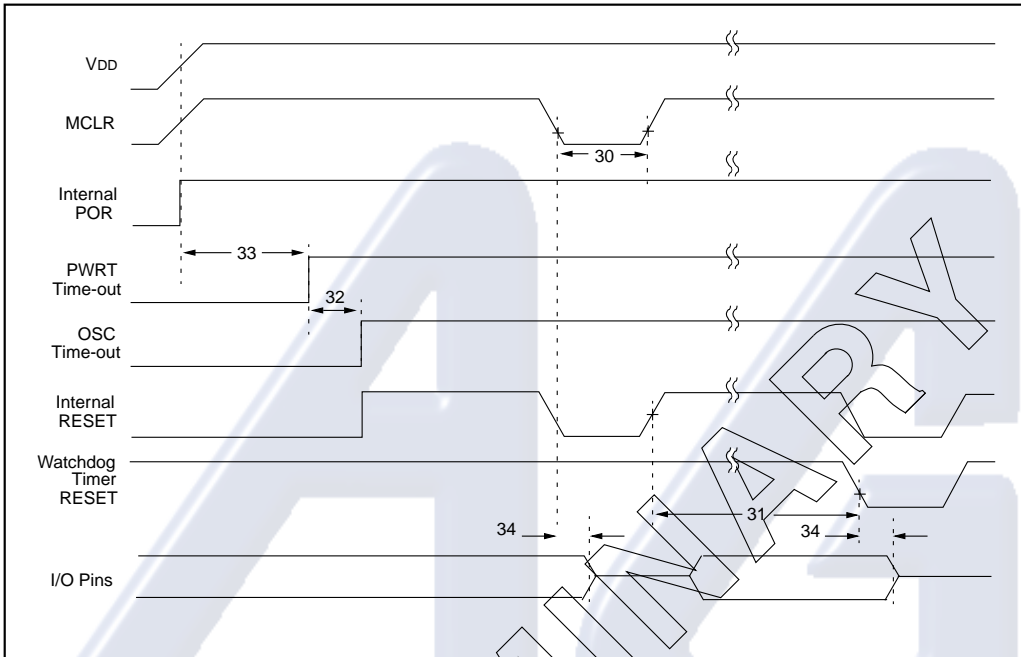 VDD
MCLR
30
Internal
POR
33
PWRT
Time-out
32
OSC
Time-out
Internal
RESET
Watchdog
Timer
RESET
31
34
34
I/O Pins